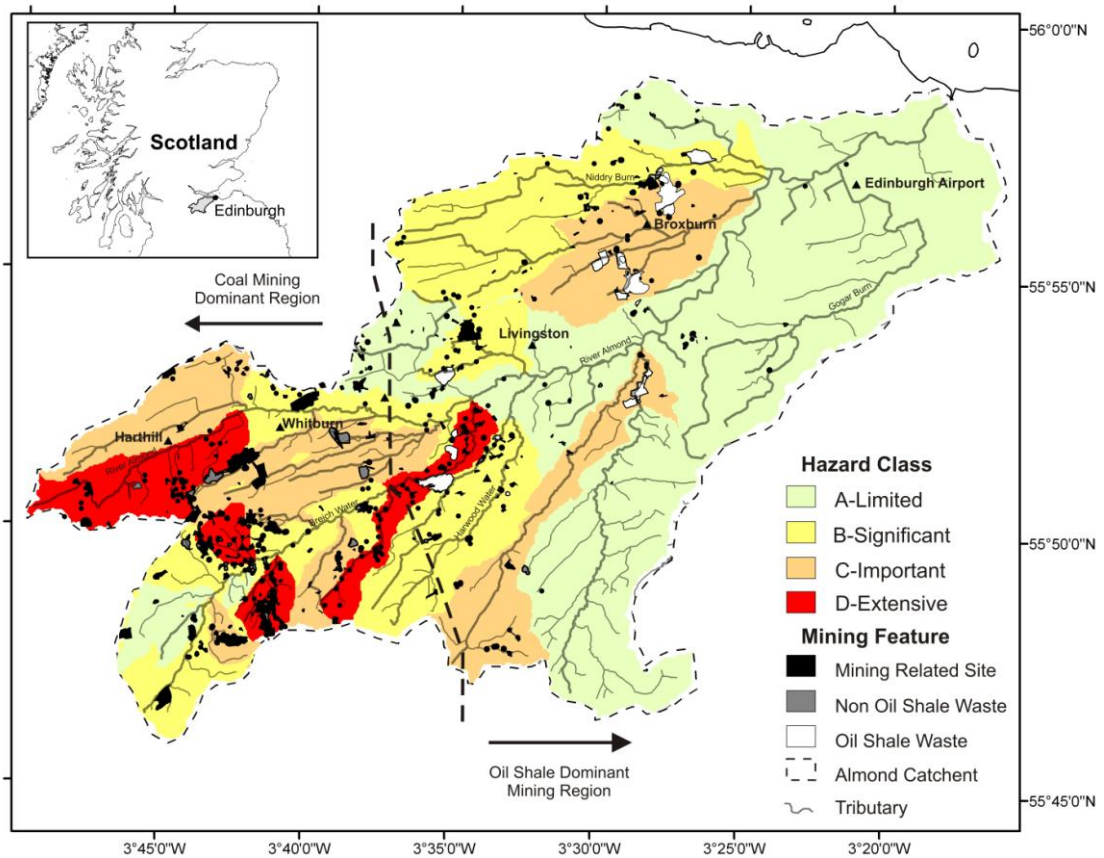 Scotland
Edinburgh
Coal Mining
Dominant Region
56°0'0"N
55°55'0"N
55°50'0"N
55°45'0"N
Niddry Burn
Edinburgh Airport
Broxburn
Gogar Burn
Livingston
River Almond
Harthill
Whitburn
River Almond
Breich Water
Harwood Water
Oil Shale Dominant
Mining Region
Hazard Class
A-Limited
B-Significant
C-Important
D-Extensive
Mining Feature
Mining Related Site
Non Oil Shale Waste
Oil Shale Waste
Almond Catchent
Tributary
3°45'0"W
3°40'0"W
3°35'0"W
3°30'0"W
3°25'0"W
3°20'0"W